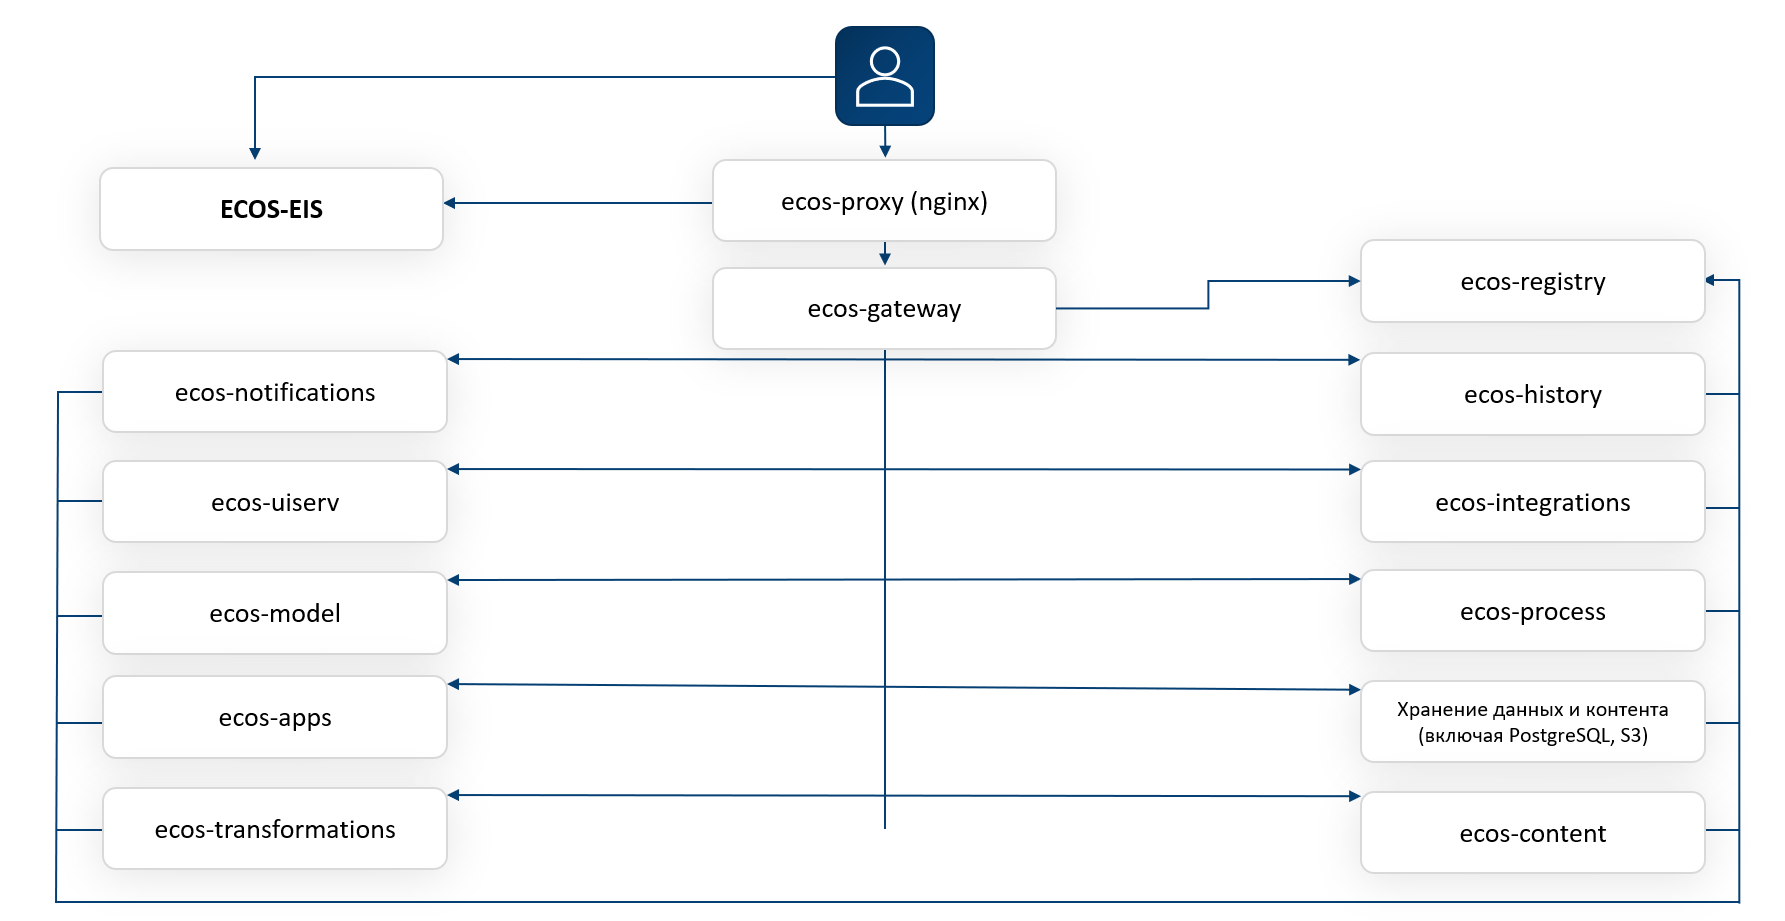 ECOS-EIS
ecos-proxy (nginx)
ecos-gateway
ecos-registry
ecos-notifications
ecos-history
ecos-uiserv
ecos-integrations
ecos-model
ecos-process
ecos-apps
Хранение данных и контента
(включая PostgreSQL, S3)
ecos-transformations
ecos-content